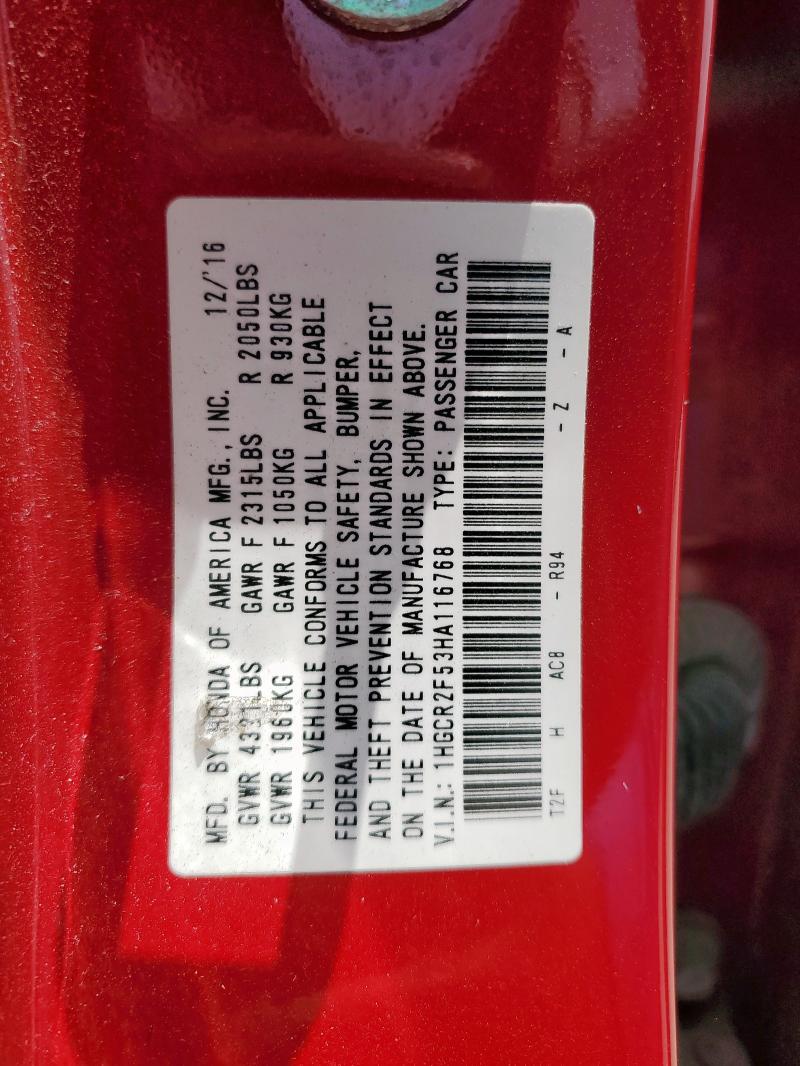 MFD. BY HONDA OF AMERICA MFG., INC. 12/'16
GVWR LBS GAWR F 2315LBS R 2050LBS
GVWR 1960KG GAWR F 1050KG R 930KG
THIS VEHICLE CONFORMS TO ALL APPLICABLE
FEDERAL MOTOR VEHICLE SAFETY, BUMPER,
AND THEFT PREVENTION STANDARDS IN EFFECT
ON THE DATE OF MANUFACTURE SHOWN ABOVE.
V.I.N.: 1HGCR2F53HA116768 TYPE: PASSENGER CAR
T2F H AC8 - R94 - Z - A